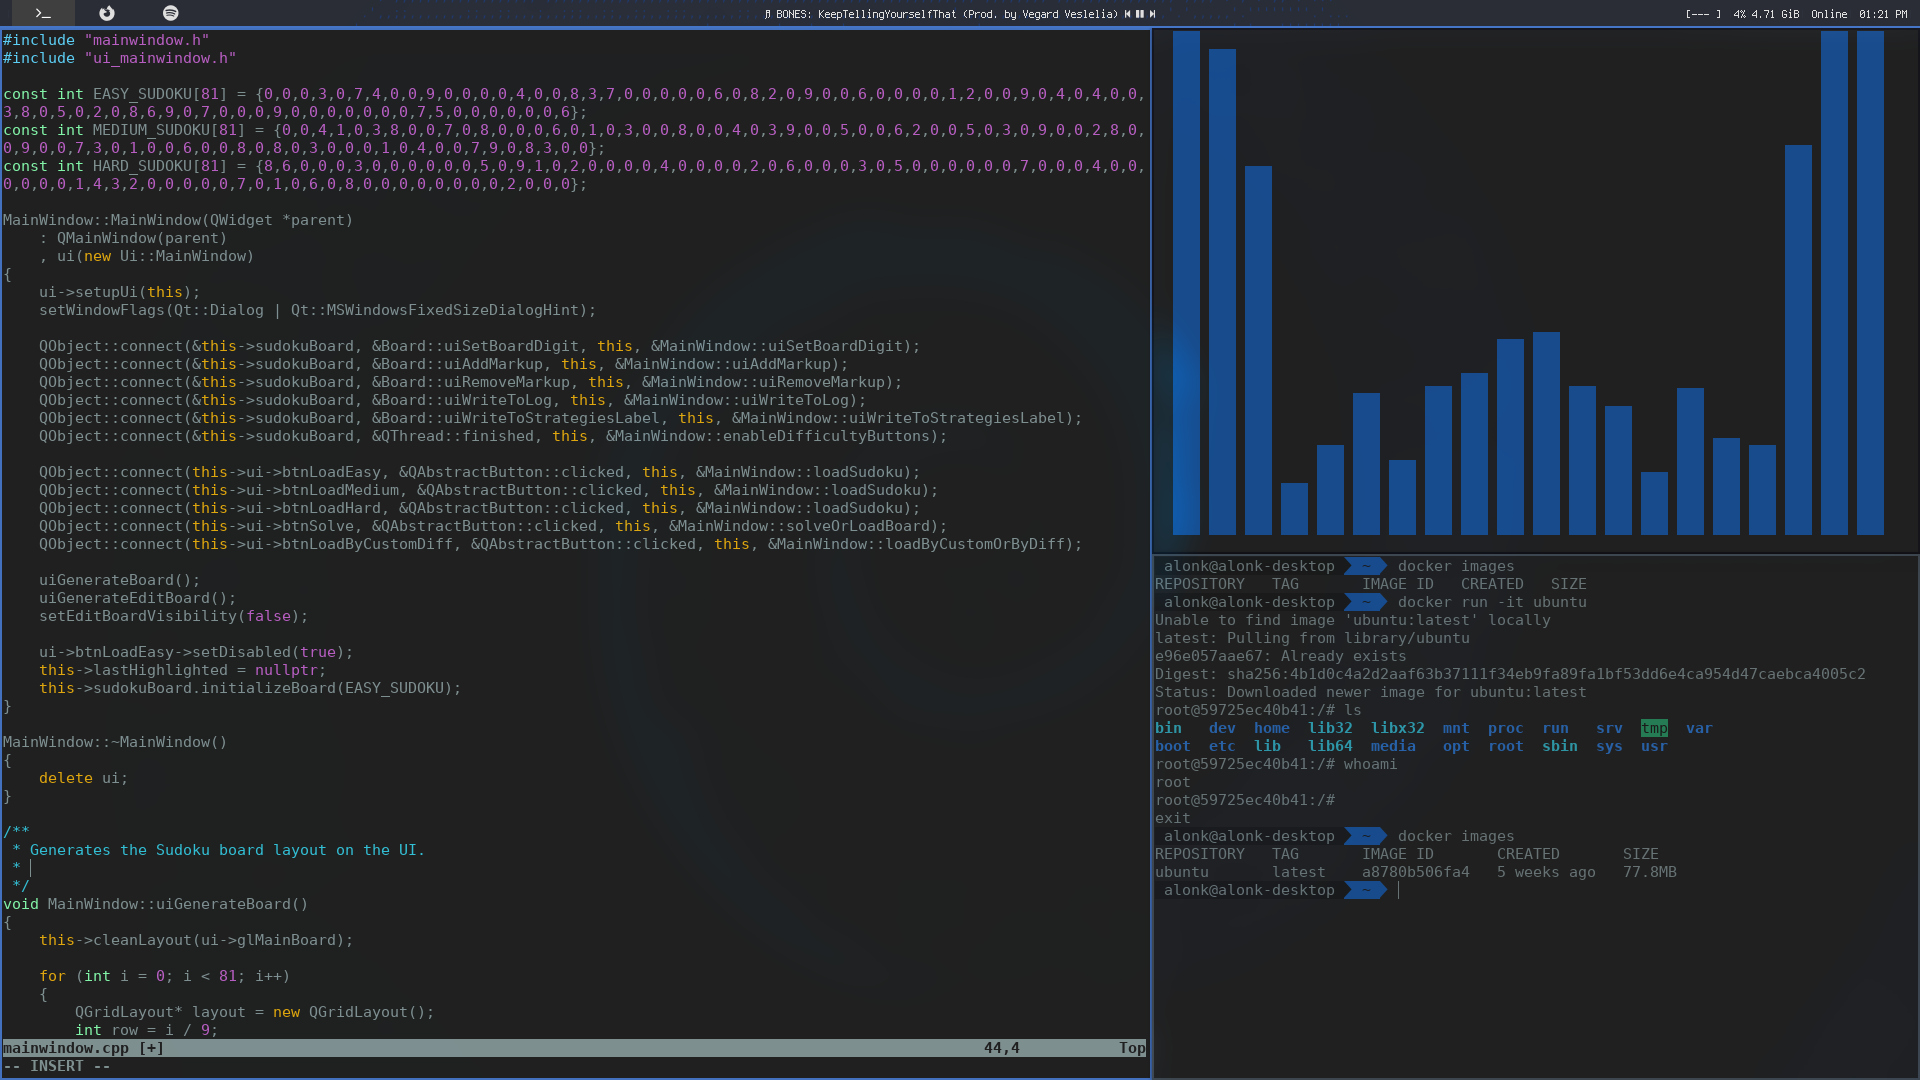 >_
BONES: KeepTellingYourselfThat (Prod. by Vegard Veslelia)
[--- ] 4% 4.71 GiB Online 01:21 PM
#include "mainwindow.h"
#include "ui_mainwindow.h"
const int EASY_SUDOKU[81] = {0,0,0,3,0,7,4,0,0,9,0,0,0,0,4,0,0,8,3,7,0,0,0,0,0,6,0,8,2,0,9,0,0,6,0,0,0,0,1,2,0,0,9,0,4,0,4,0,0,
3,8,0,5,0,2,0,8,6,9,0,7,0,0,0,9,0,0,0,0,0,0,0,7,5,0,0,0,0,0,0,6};
const int MEDIUM_SUDOKU[81] = {0,0,4,1,0,3,8,0,0,7,0,8,0,0,0,6,0,1,0,3,0,0,8,0,0,4,0,3,9,0,0,5,0,0,6,2,0,0,5,0,3,0,9,0,0,2,8,0,
0,9,0,0,7,3,0,1,0,0,6,0,0,8,0,8,0,3,0,0,0,1,0,4,0,0,7,9,0,8,3,0,0};
const int HARD_SUDOKU[81] = {8,6,0,0,0,3,0,0,0,0,0,0,5,0,9,1,0,2,0,0,0,0,4,0,0,0,0,2,0,6,0,0,0,3,0,5,0,0,0,0,0,0,7,0,0,0,4,0,0,
0,0,0,0,1,4,3,2,0,0,0,0,0,7,0,1,0,6,0,8,0,0,0,0,0,0,0,0,2,0,0,0};
MainWindow::MainWindow(QWidget *parent)
    : QMainWindow(parent)
    , ui(new Ui::MainWindow)
{
    ui->setupUi(this);
    setWindowFlags(Qt::Dialog | Qt::MSWindowsFixedSizeDialogHint);
    QObject::connect(&this->sudokuBoard, &Board::uiSetBoardDigit, this, &MainWindow::uiSetBoardDigit);
    QObject::connect(&this->sudokuBoard, &Board::uiAddMarkup, this, &MainWindow::uiAddMarkup);
    QObject::connect(&this->sudokuBoard, &Board::uiRemoveMarkup, this, &MainWindow::uiRemoveMarkup);
    QObject::connect(&this->sudokuBoard, &Board::uiWriteToLog, this, &MainWindow::uiWriteToLog);
    QObject::connect(&this->sudokuBoard, &Board::uiWriteToStrategiesLabel, this, &MainWindow::uiWriteToStrategiesLabel);
    QObject::connect(&this->sudokuBoard, &QThread::finished, this, &MainWindow::enableDifficultyButtons);
    QObject::connect(this->ui->btnLoadEasy, &QAbstractButton::clicked, this, &MainWindow::loadSudoku);
    QObject::connect(this->ui->btnLoadMedium, &QAbstractButton::clicked, this, &MainWindow::loadSudoku);
    QObject::connect(this->ui->btnLoadHard, &QAbstractButton::clicked, this, &MainWindow::loadSudoku);
    QObject::connect(this->ui->btnSolve, &QAbstractButton::clicked, this, &MainWindow::solveOrLoadBoard);
    QObject::connect(this->ui->btnLoadByCustomDiff, &QAbstractButton::clicked, this, &MainWindow::loadByCustomOrByDiff);
    uiGenerateBoard();
    uiGenerateEditBoard();
    setEditBoardVisibility(false);
    ui->btnLoadEasy->setDisabled(true);
    this->lastHighlighted = nullptr;
    this->sudokuBoard.initializeBoard(EASY_SUDOKU);
}
MainWindow::~MainWindow()
{
    delete ui;
}
/**
 * Generates the Sudoku board layout on the UI.
 *
 */
void MainWindow::uiGenerateBoard()
{
    this->cleanLayout(ui->glMainBoard);
    for (int i = 0; i < 81; i++)
    {
        QGridLayout* layout = new QGridLayout();
        int row = i / 9;
mainwindow.cpp [+] 44,4 Top
-- INSERT --
alonk@alonk-desktop ~ docker images
REPOSITORY   TAG       IMAGE ID   CREATED   SIZE
alonk@alonk-desktop ~ docker run -it ubuntu
Unable to find image 'ubuntu:latest' locally
latest: Pulling from library/ubuntu
e96e057aae67: Already exists
Digest: sha256:4b1d0c4a2d2aaf63b37111f34eb9fa89fa1bf53dd6e4ca954d47caebca4005c2
Status: Downloaded newer image for ubuntu:latest
root@59725ec40b41:/# ls
bin   dev  home  lib32  libx32  mnt  proc  run   srv  tmp  var
boot  etc  lib   lib64  media   opt  root  sbin  sys  usr
root@59725ec40b41:/# whoami
root
root@59725ec40b41:/#
exit
alonk@alonk-desktop ~ docker images
REPOSITORY   TAG       IMAGE ID       CREATED       SIZE
ubuntu       latest    a8780b506fa4   5 weeks ago   77.8MB
alonk@alonk-desktop ~